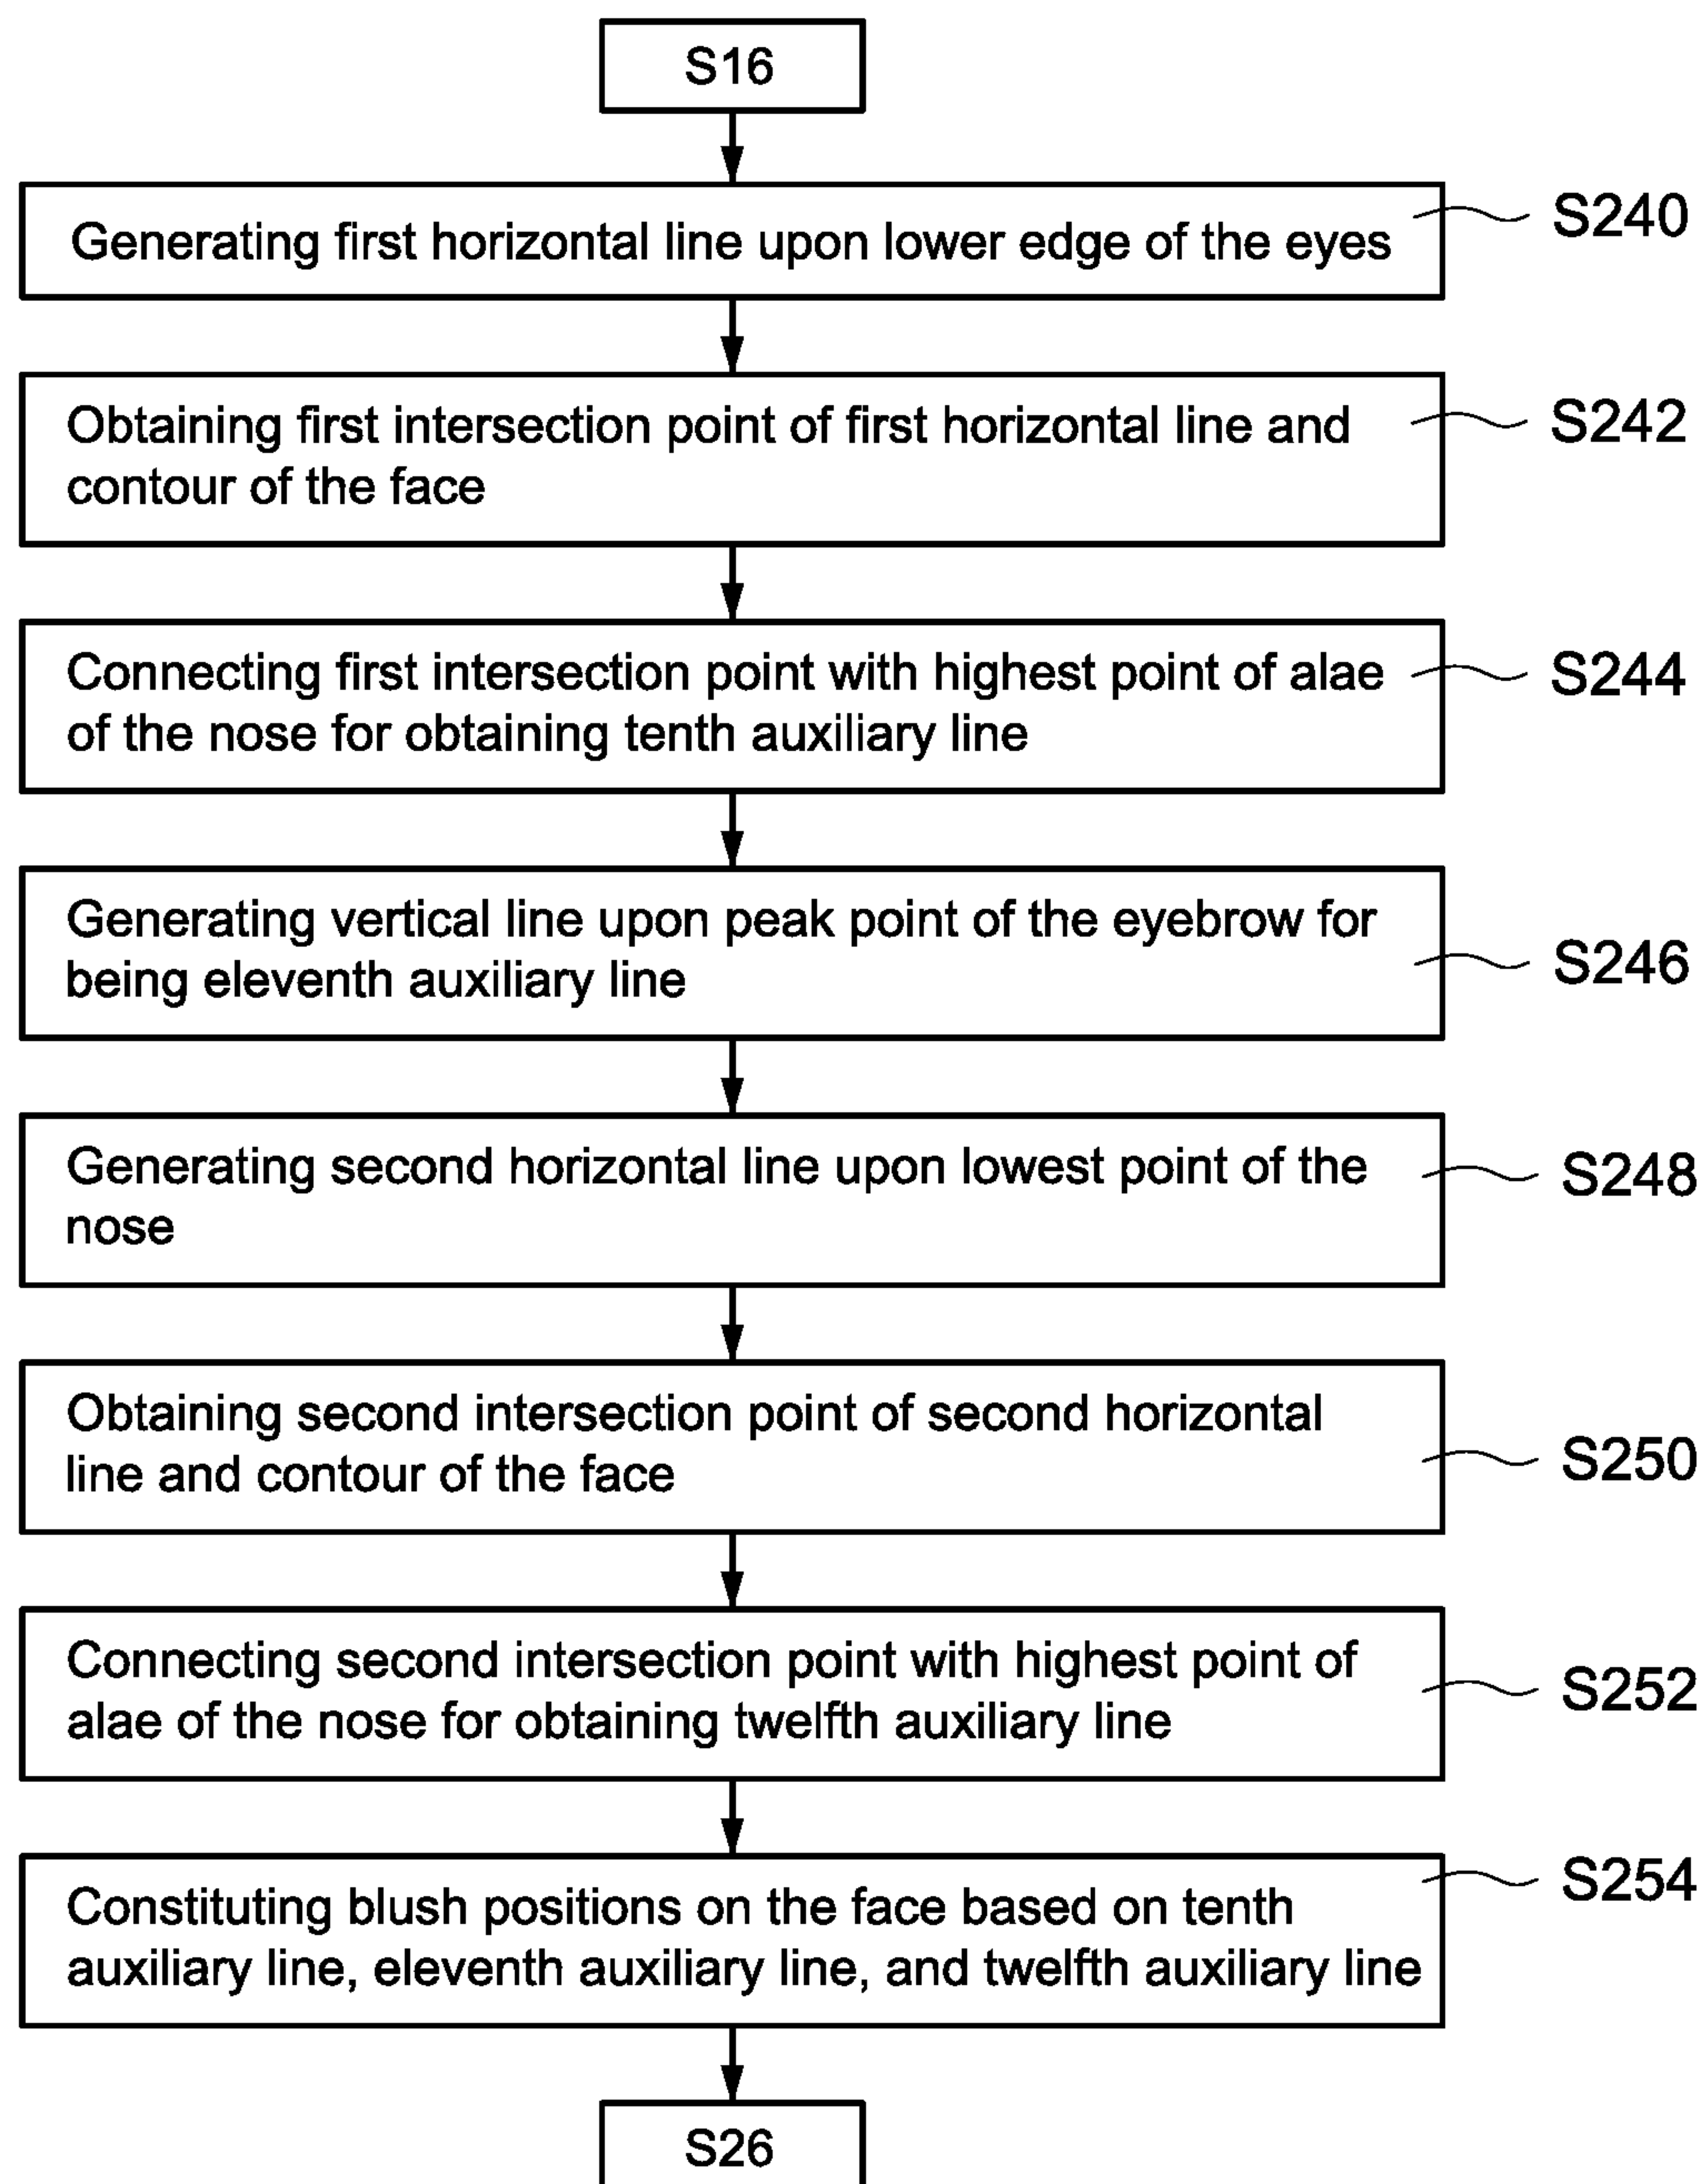 S16
Generating first horizontal line upon lower edge of the eyes
S240
Obtaining first intersection point of first horizontal line and
contour of the face
S242
Connecting first intersection point with highest point of alae
of the nose for obtaining tenth auxiliary line
S244
Generating vertical line upon peak point of the eyebrow for
being eleventh auxiliary line
S246
Generating second horizontal line upon lowest point of the
nose
S248
Obtaining second intersection point of second horizontal
line and contour of the face
S250
Connecting second intersection point with highest point of
alae of the nose for obtaining twelfth auxiliary line
S252
Constituting blush positions on the face based on tenth
auxiliary line, eleventh auxiliary line, and twelfth auxiliary line
S254
S26